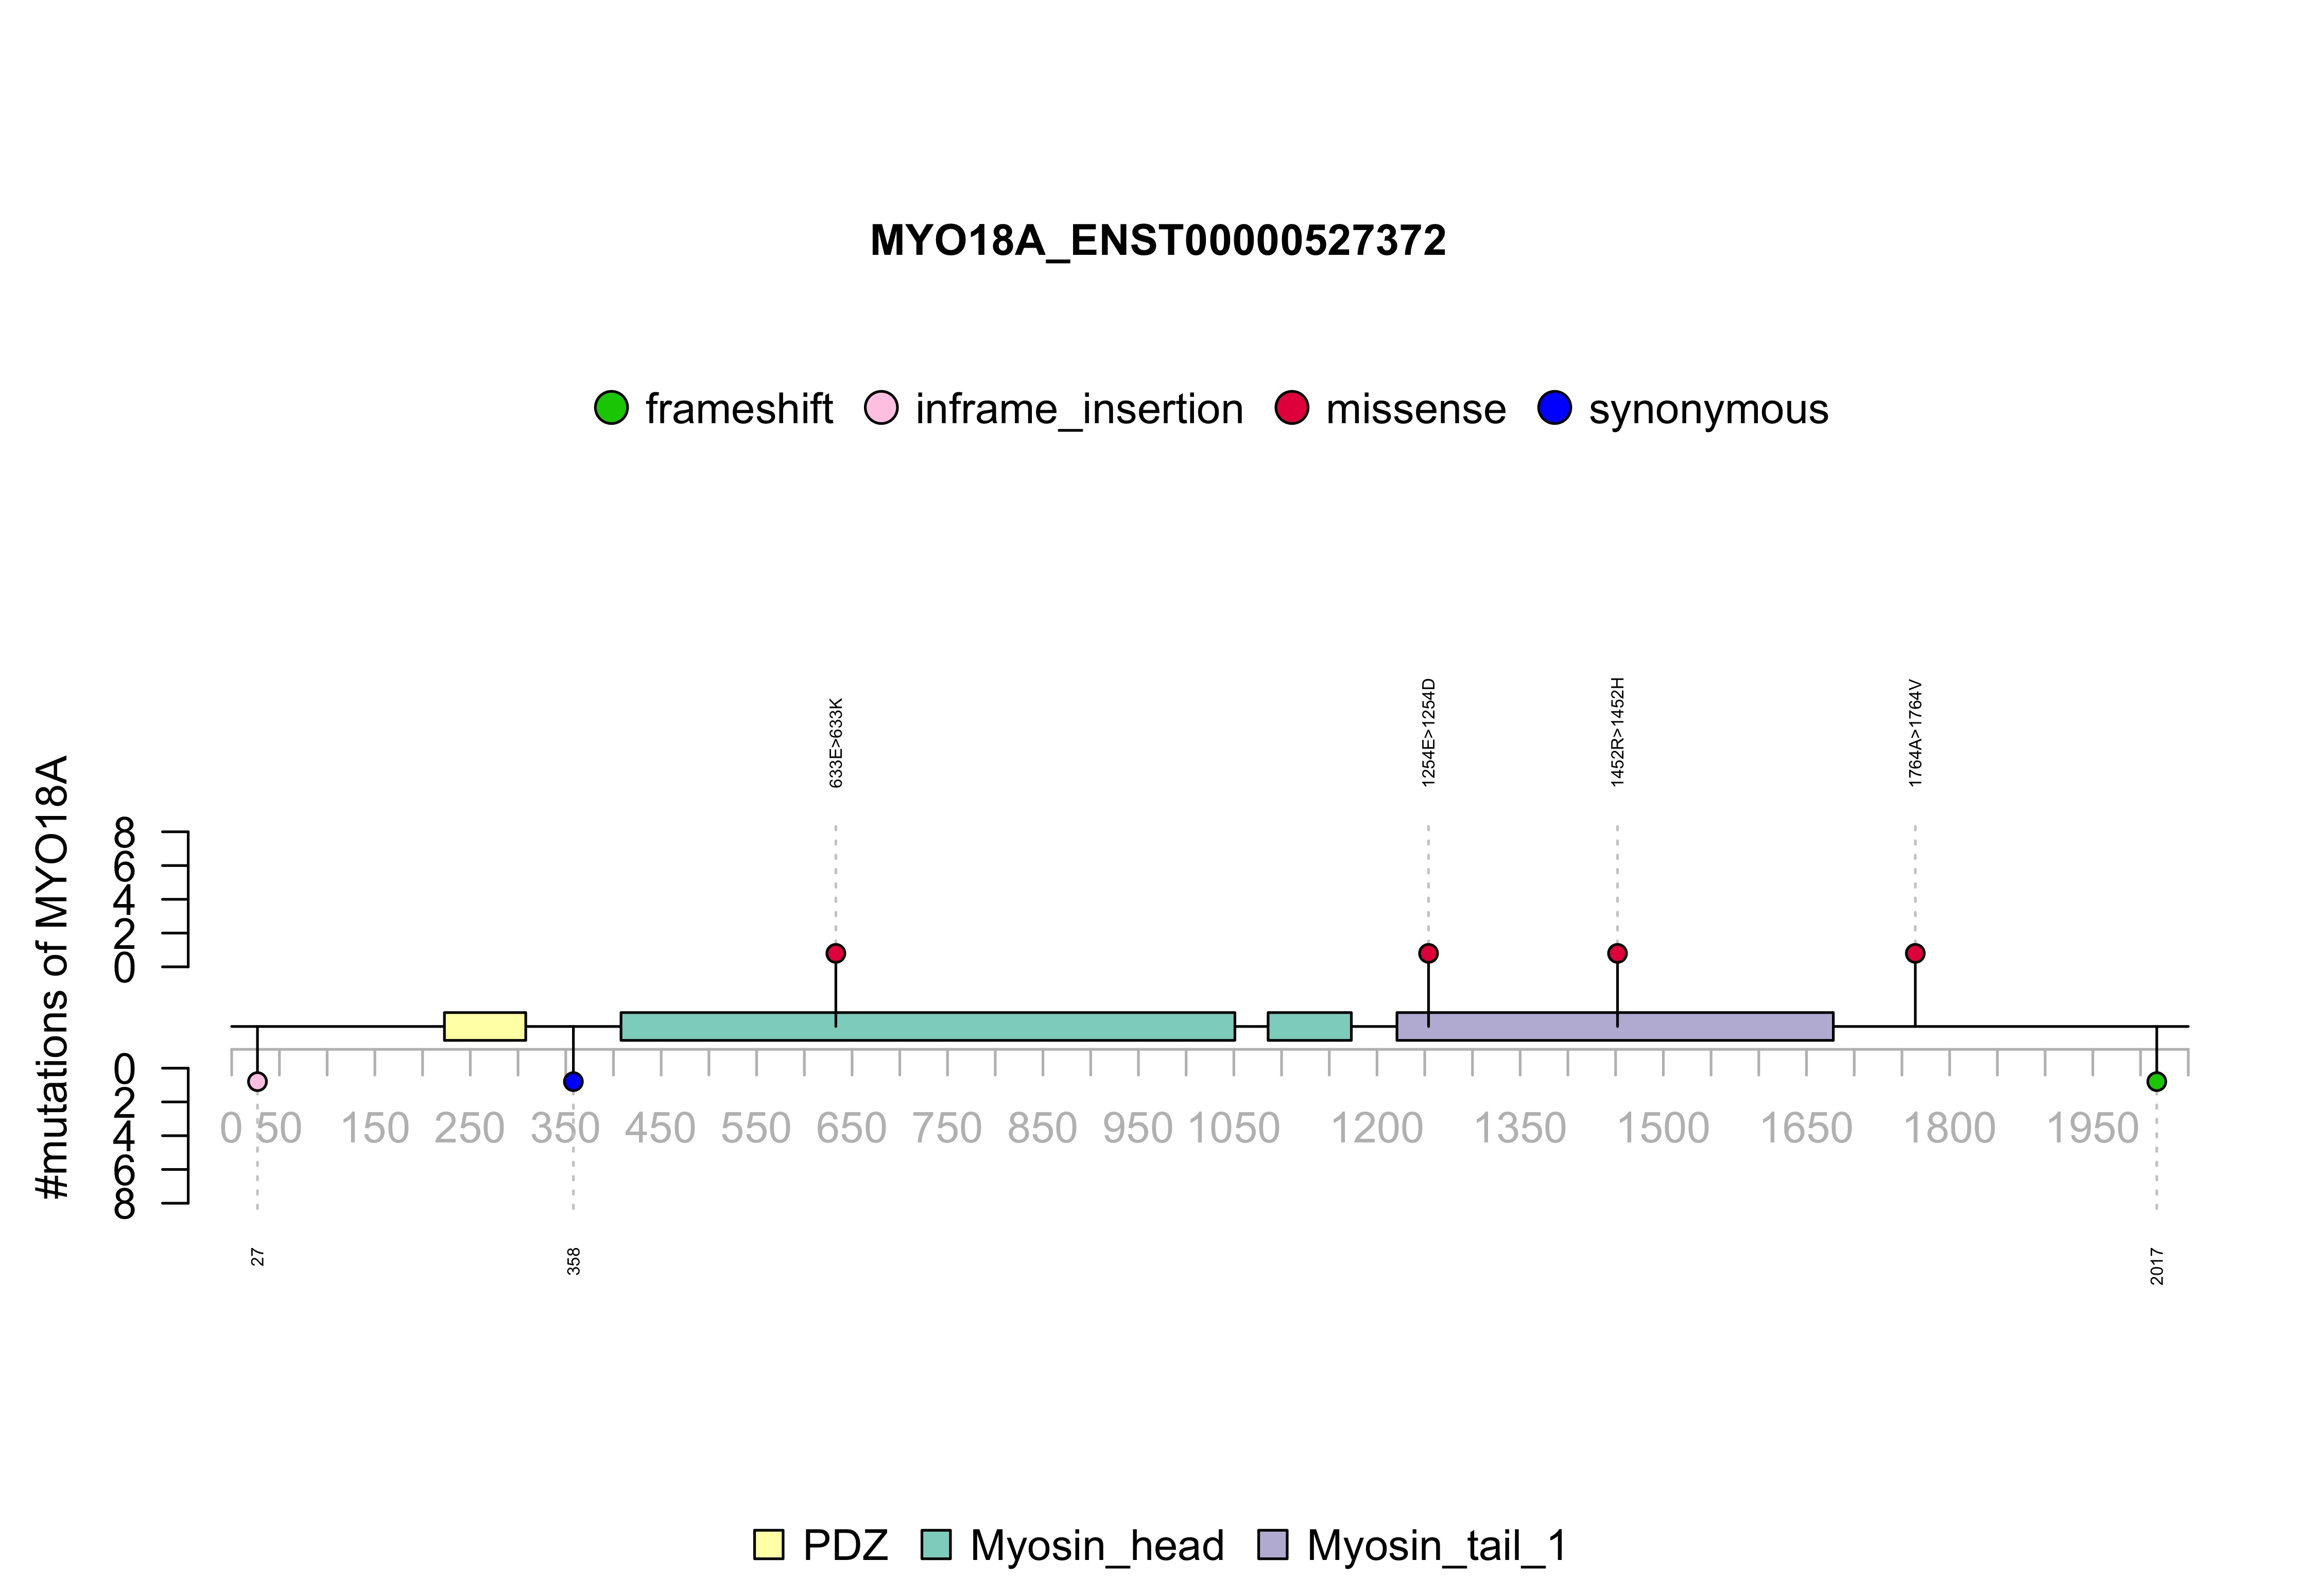 MYO18A_ENST00000527372
frameshift inframe_insertion missense synonymous
633E>633K 1254E>1254D 1452R>1452H 1764A>1764V
#mutations of MYO18A
8
6
4
2
0
0
2
4
6
8
0 50 150 250 350 450 550 650 750 850 950 1050 1200 1350 1500 1650 1800 1950
27 358 2017
PDZ Myosin_head Myosin_tail_1